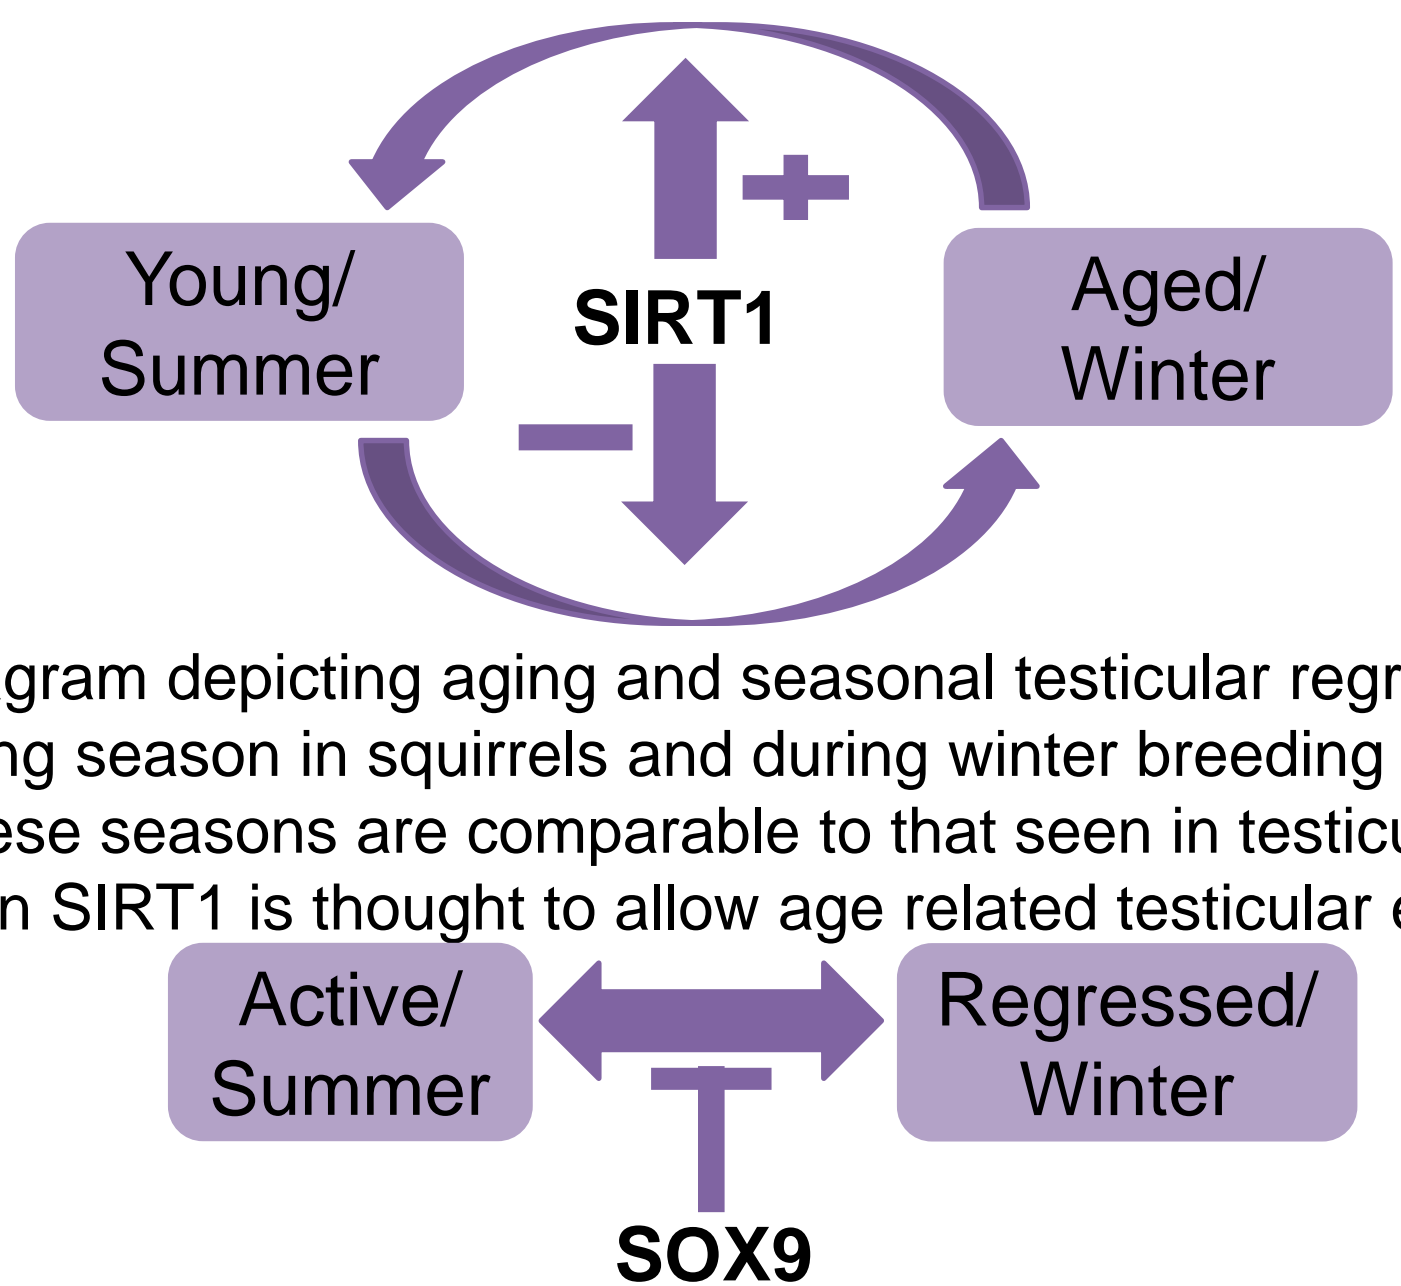 Young/
Summer
SIRT1
Aged/
Winter
agram depicting aging and seasonal testicular regr
ng season in squirrels and during winter breeding
ese seasons are comparable to that seen in testicu
n SIRT1 is thought to allow age related testicular e
Active/
Summer
Regressed/
Winter
SOX9